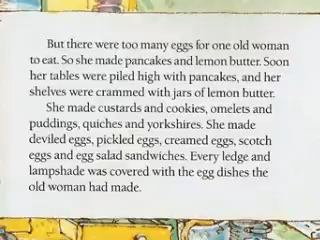 But there were too many eggs for one old woman
to eat. So she made pancakes and lemon butter. Soon
her tables were piled high with pancakes, and her
shelves were crammed with jars of lemon butter.
She made custards and cookies, omelets and
puddings, quiches and yorkshires. She made
deviled eggs, pickled eggs, creamed eggs, scotch
eggs and egg salad sandwiches. Every ledge and
lampshade was covered with the egg dishes the
old woman had made.